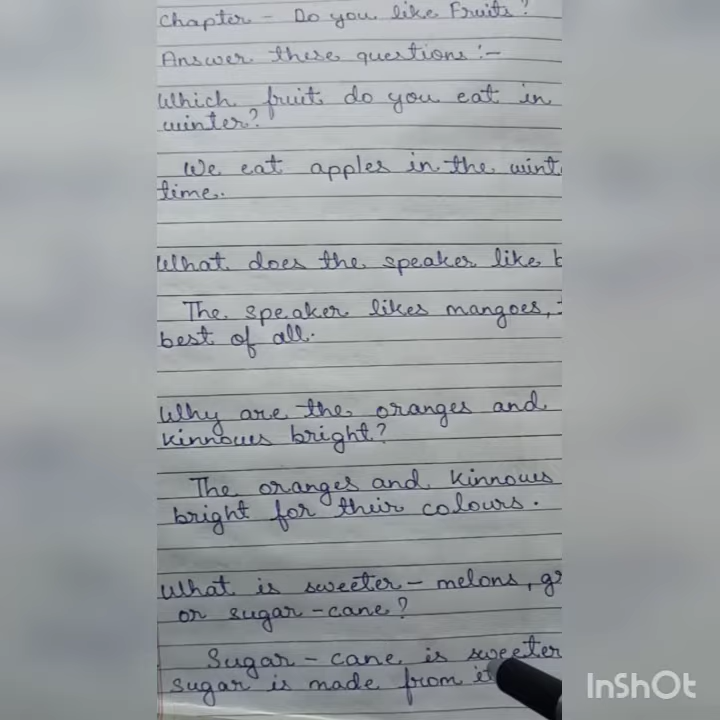 Chapter - Do you like Fruits?
Answer these questions :-
Which fruit do you eat in
winter?
We eat apples in the wint
time.
What does the speaker like b
The speaker likes mangoes,
best of all.
Why are the oranges and
kinnows bright?
The oranges and kinnows
bright for their colours.
What is sweeter - melons, gr
or sugar-cane?
Sugar-cane is sweeter
sugar is made from it
InShOt